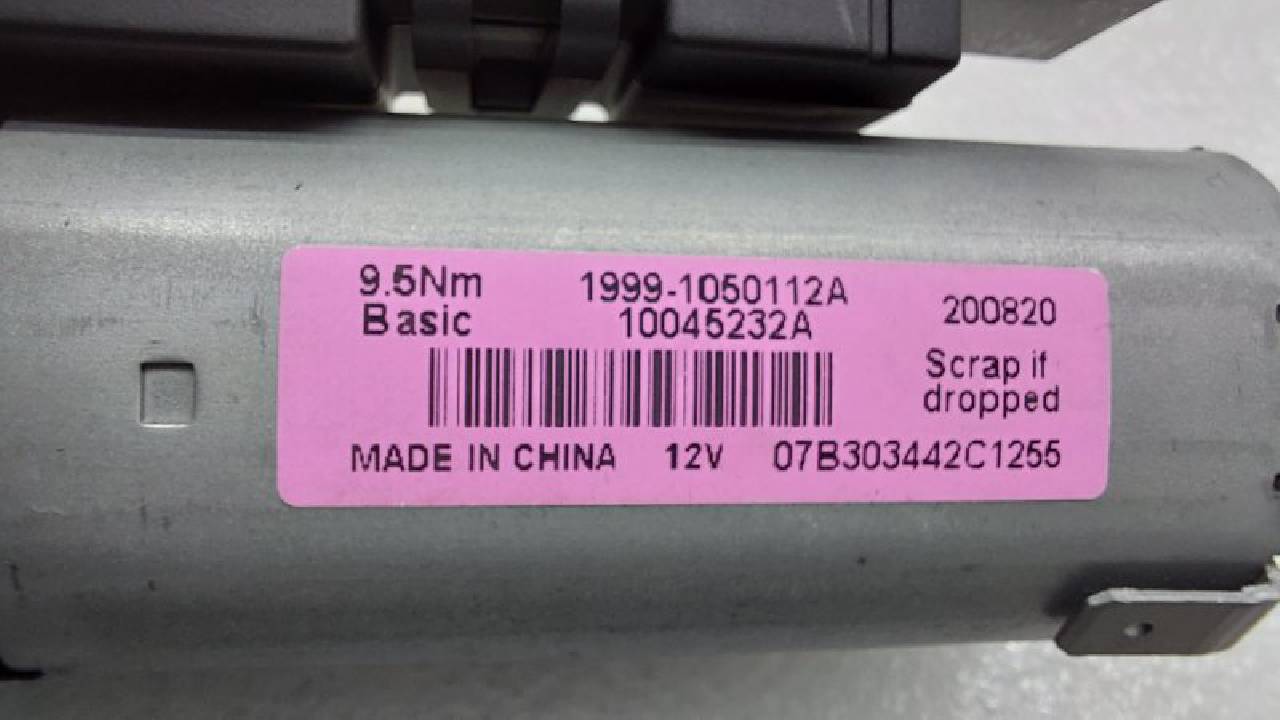 9.5Nm 1999-1050112A
Basic 10045232A 200820
Scrap if
dropped
MADE IN CHINA 12V 07B303442C1255